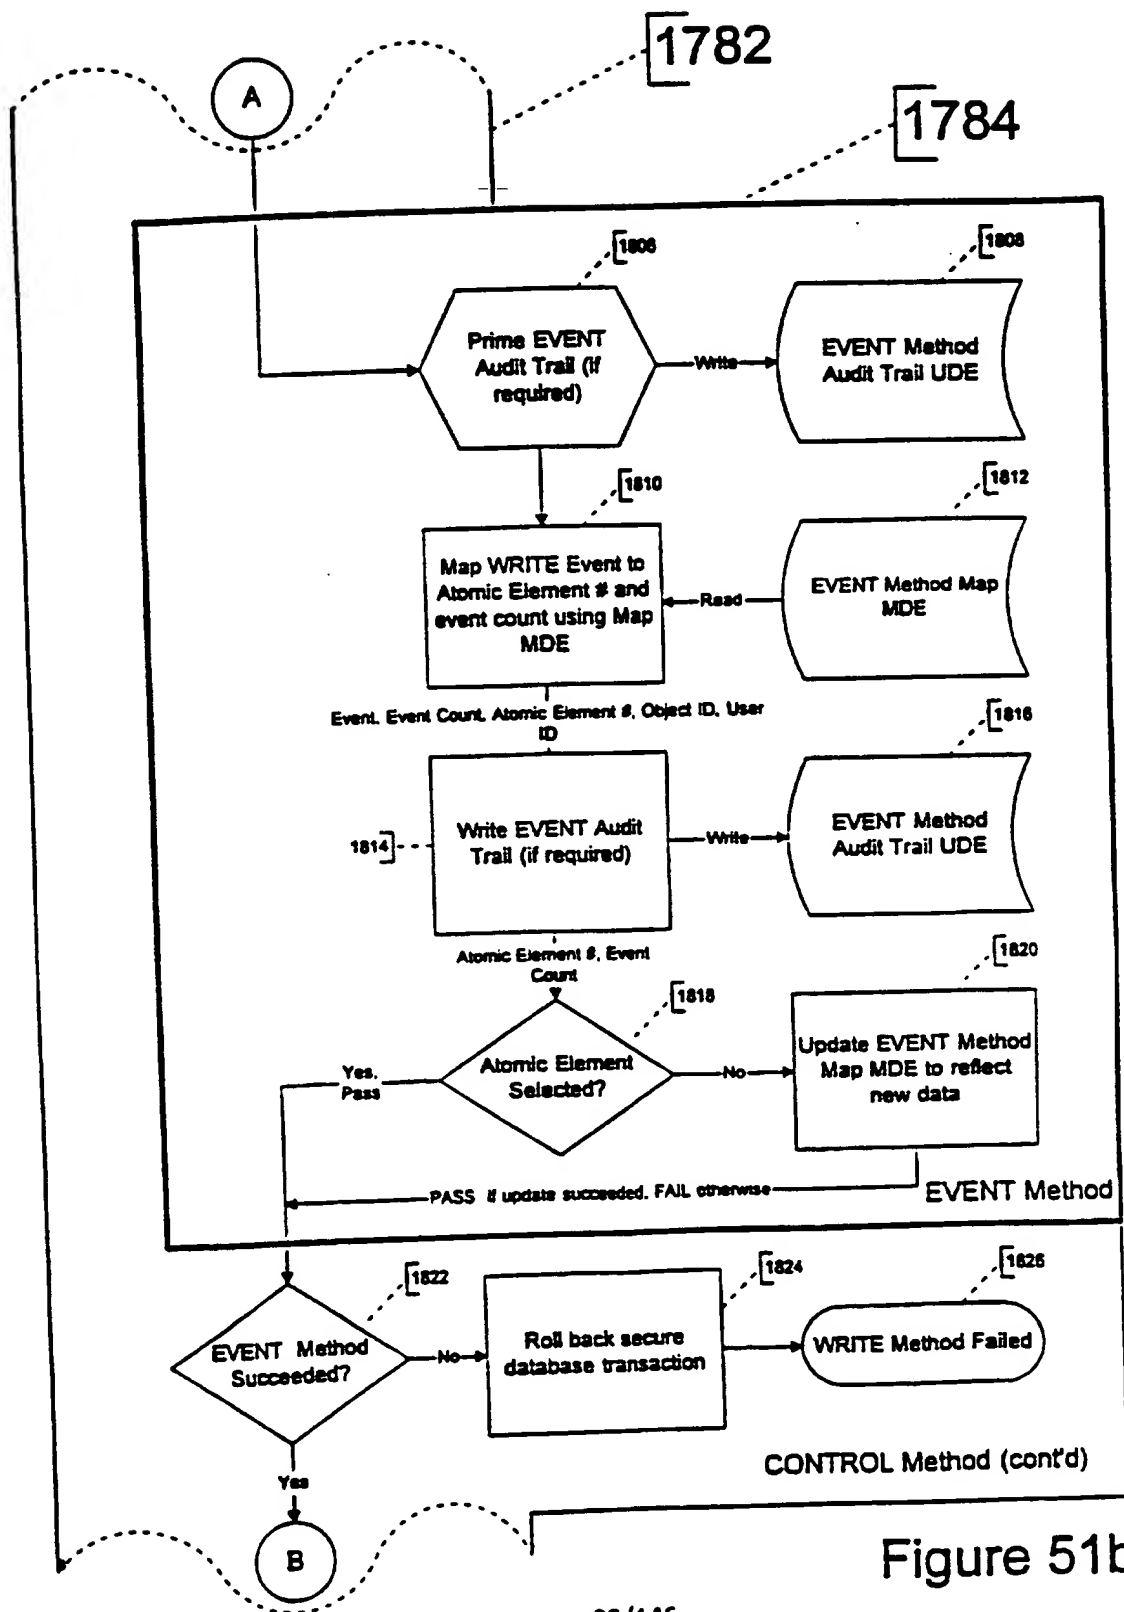 1782
A
1784
1806
1808
Prime EVENT
Audit Trail (if
required)
Write
EVENT Method
Audit Trail UDE
1810
1812
Map WRITE Event to
Atomic Element # and
event count using Map
MDE
Read
EVENT Method Map
MDE
Event, Event Count, Atomic Element #, Object ID, User
ID
1816
1814
Write EVENT Audit
Trail (if required)
Write
EVENT Method
Audit Trail UDE
Atomic Element #, Event
Count
1818
1820
Yes,
Pass
Atomic Element
Selected?
No
Update EVENT Method
Map MDE to reflect
new data
PASS if update succeeded, FAIL otherwise
EVENT Method
1822
1824
1826
EVENT Method
Succeeded?
No
Roll back secure
database transaction
WRITE Method Failed
Yes
CONTROL Method (cont'd)
B
Figure 51b